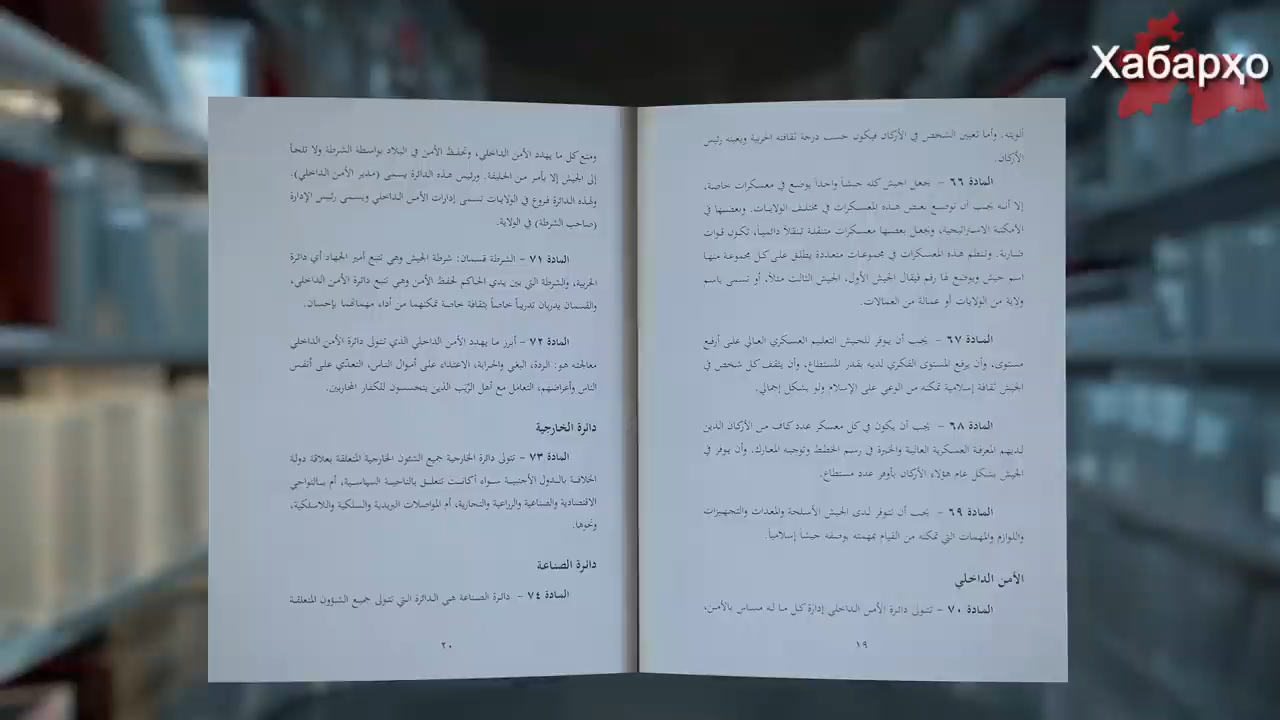 Хабарҳо
ألويته. وأما تعيين الشخص في الأركان فيكون حسب درجة ثقافته الحربية ويعينه رئيس
الأركان.
المادة ٦٦ – يجعل الجيش كله جيشاً واحداً يوضع في معسكرات خاصة،
إلا أنه يجب أن توضع بعض هذه المعسكرات في مختلف الولايات. وبعضها في
الأمكنة الاستراتيجية، ويجعل بعضها معسكرات متنقلة تنقلاً دائمياً، تكون قوات
ضاربة. وتنظم هذه المعسكرات في مجموعات متعددة يطلق على كل مجموعة منها
اسم جيش ويوضع لها رقم فيقال الجيش الأول، الجيش الثالث مثلاً، أو تسمى باسم
ولاية من الولايات أو عمالة من العمالات.
المادة ٦٧ – يجب أن يوفر للجيش التعليم العسكري العالي على أرفع
مستوى، وأن يرفع المستوى الفكري لديه بقدر المستطاع، وأن يثقف كل شخص في
الجيش ثقافة إسلامية تمكنه من الوعي على الإسلام ولو بشكل إجمالي.
المادة ٦٨ – يجب أن يكون في كل معسكر عدد كاف من الأركان الذين
لديهم المعرفة العسكرية العالية والخبرة في رسم الخطط وتوجيه المعارك. وأن يوفر في
الجيش بشكل عام هؤلاء الأركان بأوفر عدد مستطاع.
المادة ٦٩ – يجب أن تتوفر لدى الجيش الأسلحة والمعدات والتجهيزات
واللوازم والمهمات التي تمكنه من القيام بمهمته بوصفه جيشاً إسلامياً.
الأمن الداخلي
المادة ٧٠ – تتولى دائرة الأمن الداخلي إدارة كل ما له مساس بالأمن،
١٩
ومنع كل ما يهدد الأمن الداخلي، وتحفظ الأمن في البلاد بواسطة الشرطة ولا تلجأ
إلى الجيش إلا بأمر من الخليفة. ورئيس هذه الدائرة يسمى (مدير الأمن الداخلي).
ولهذه الدائرة فروع في الولايات تسمى إدارات الأمن الداخلي ويسمى رئيس الإدارة
(صاحب الشرطة) في الولاية.
المادة ٧١ – الشرطة قسمان: شرطة الجيش وهي تتبع أمير الجهاد أي دائرة
الحربية، والشرطة التي بين يدي الحاكم لحفظ الأمن وهي تتبع دائرة الأمن الداخلي،
والقسمان يدربان تدريباً خاصاً بثقافة خاصة تمكنهما من أداء مهماتهما بإحسان.
المادة ٧٢ – أبرز ما يهدد الأمن الداخلي الذي تتولى دائرة الأمن الداخلي
معالجته هو: الردة، البغي والحرابة، الاعتداء على أموال الناس، التعدّي على أنفس
الناس وأعراضهم، التعامل مع أهل الرِّيَب الذين يتجسسون للكفار المحاربين.
دائرة الخارجية
المادة ٧٣ – تتولى دائرة الخارجية جميع الشئون الخارجية المتعلقة بعلاقة دولة
الخلافة بالدول الأجنبية سواء أكانت تتعلق بالناحية السياسية، أم بالنواحي
الاقتصادية والصناعية والزراعية والتجارية، أم المواصلات البريدية والسلكية واللاسلكية،
ونحوها.
دائرة الصناعة
المادة ٧٤ – دائرة الصناعة هي الدائرة التي تتولى جميع الشؤون المتعلقة
٢٠